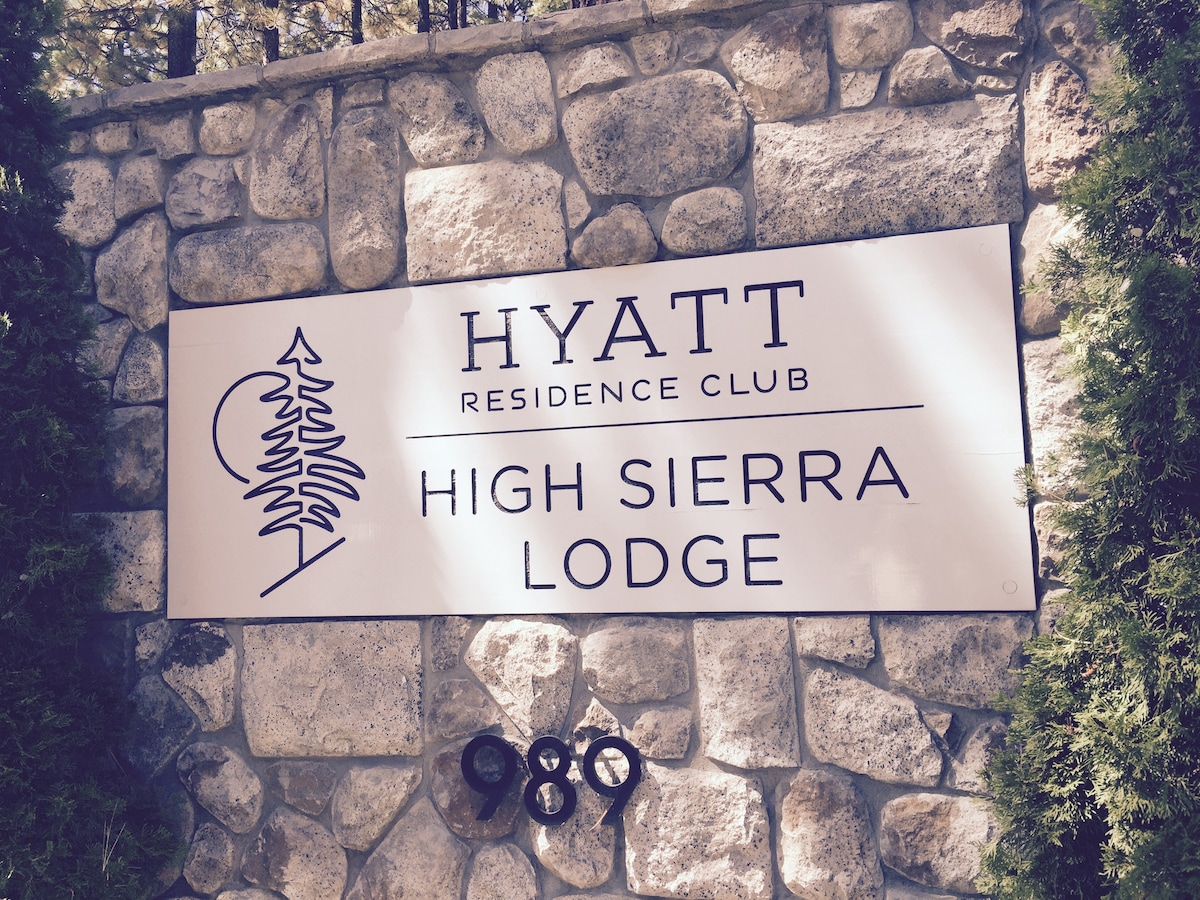 HYATT
RESIDENCE CLUB
HIGH SIERRA
LODGE
989